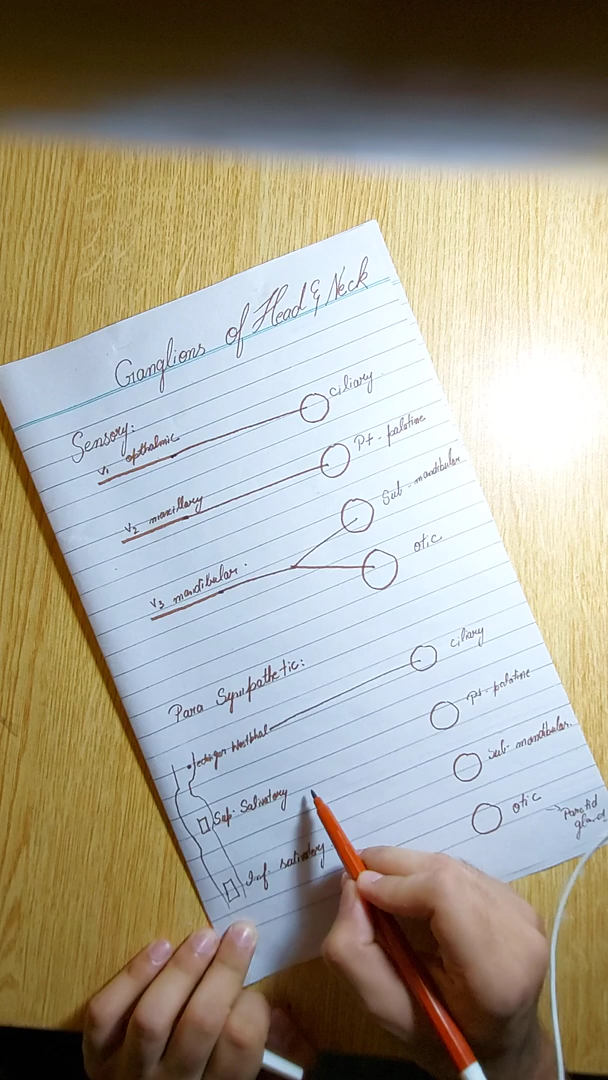 Ganglions of Head & Neck
Sensory:
V1 opthalmic
ciliary
V2 maxillary
Pt - palatine
V3 mandibular.
Sub - mandibular
otic
Para Sympathetic:
edinger Westphal
ciliary
Pt - palatine
Sup. Salivatory
Sub mandibular.
Inf. salivatory
otic
Parotid
gland